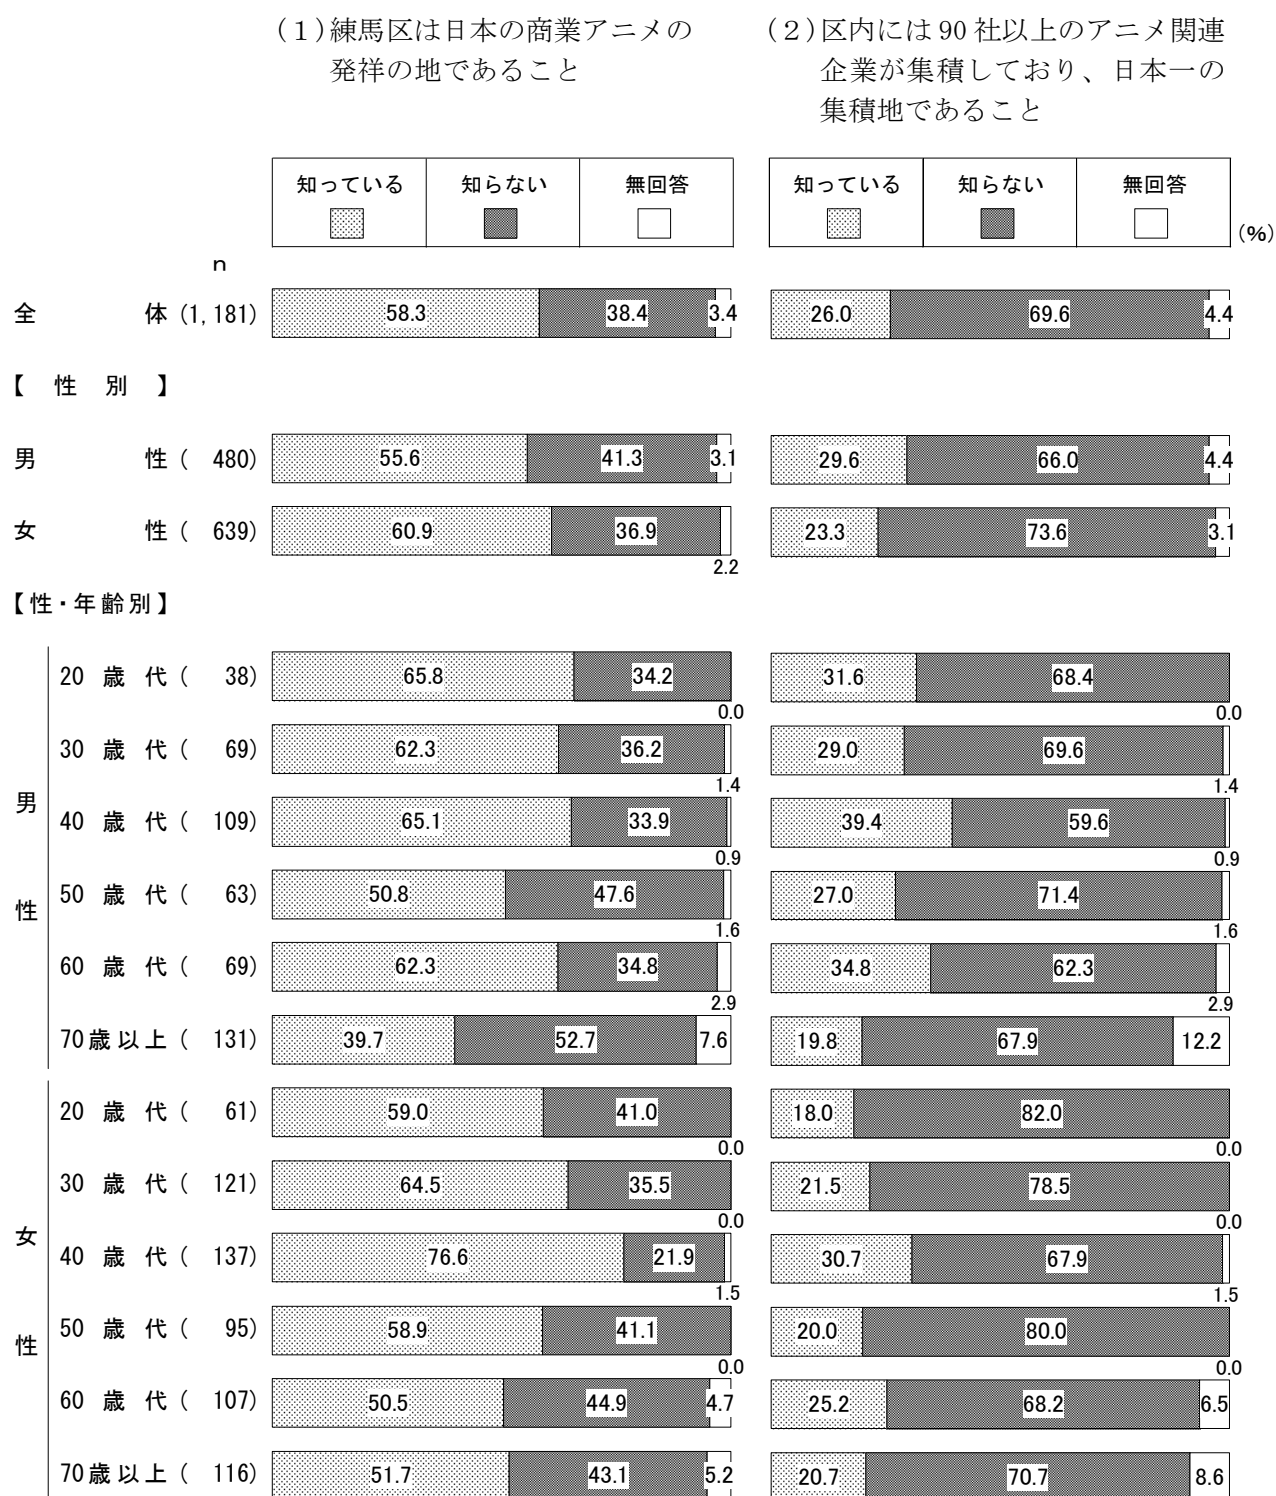 (１)練馬区は日本の商業アニメの
発祥の地であること
(２)区内には90社以上のアニメ関連
企業が集積しており、日本一の
集積地であること
知っている 知らない 無回答 知っている 知らない 無回答
(%)
n
全 体 (1,181) 58.3 38.4 3.4 26.0 69.6 4.4
【 性 別 】
男 性 ( 480) 55.6 41.3 3.1 29.6 66.0 4.4
女 性 ( 639) 60.9 36.9 2.2 23.3 73.6 3.1
【性・年齢別】
男性
20 歳 代 ( 38) 65.8 34.2 0.0 31.6 68.4 0.0
30 歳 代 ( 69) 62.3 36.2 1.4 29.0 69.6 1.4
40 歳 代 ( 109) 65.1 33.9 0.9 39.4 59.6 0.9
50 歳 代 ( 63) 50.8 47.6 1.6 27.0 71.4 1.6
60 歳 代 ( 69) 62.3 34.8 2.9 34.8 62.3 2.9
70歳以上 ( 131) 39.7 52.7 7.6 19.8 67.9 12.2
女性
20 歳 代 ( 61) 59.0 41.0 0.0 18.0 82.0 0.0
30 歳 代 ( 121) 64.5 35.5 0.0 21.5 78.5 0.0
40 歳 代 ( 137) 76.6 21.9 1.5 30.7 67.9 1.5
50 歳 代 ( 95) 58.9 41.1 0.0 20.0 80.0 0.0
60 歳 代 ( 107) 50.5 44.9 4.7 25.2 68.2 6.5
70歳以上 ( 116) 51.7 43.1 5.2 20.7 70.7 8.6